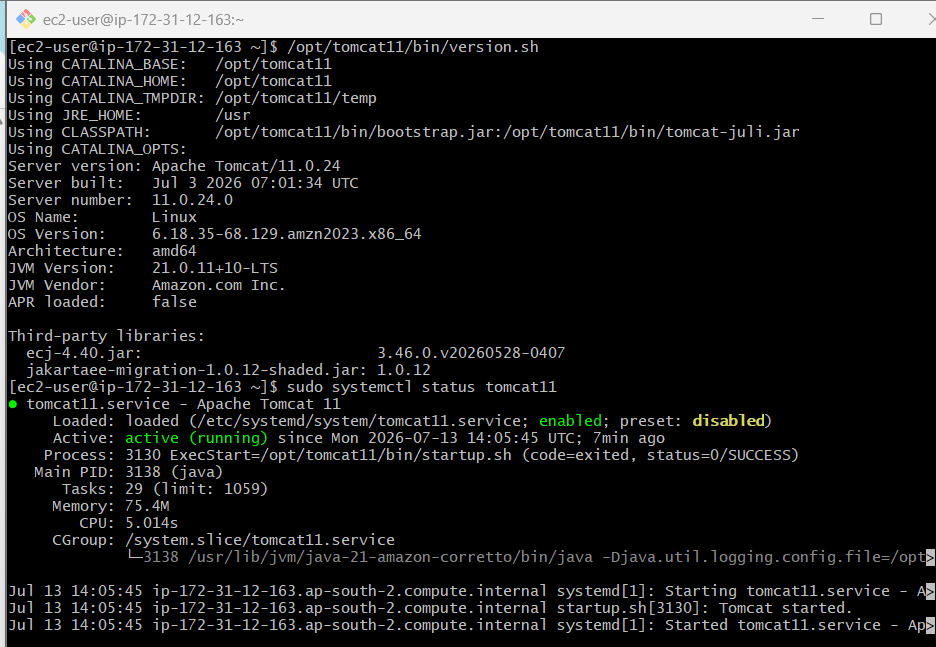 ec2-user@ip-172-31-12-163:~
[ec2-user@ip-172-31-12-163 ~]$ /opt/tomcat11/bin/version.sh
Using CATALINA_BASE:   /opt/tomcat11
Using CATALINA_HOME:   /opt/tomcat11
Using CATALINA_TMPDIR: /opt/tomcat11/temp
Using JRE_HOME:        /usr
Using CLASSPATH:       /opt/tomcat11/bin/bootstrap.jar:/opt/tomcat11/bin/tomcat-juli.jar
Using CATALINA_OPTS:
Server version: Apache Tomcat/11.0.24
Server built:   Jul 3 2026 07:01:34 UTC
Server number:  11.0.24.0
OS Name:        Linux
OS Version:     6.18.35-68.129.amzn2023.x86_64
Architecture:   amd64
JVM Version:    21.0.11+10-LTS
JVM Vendor:     Amazon.com Inc.
APR loaded:     false
Third-party libraries:
  ecj-4.40.jar:                          3.46.0.v20260528-0407
  jakartaee-migration-1.0.12-shaded.jar: 1.0.12
[ec2-user@ip-172-31-12-163 ~]$ sudo systemctl status tomcat11
● tomcat11.service - Apache Tomcat 11
     Loaded: loaded (/etc/systemd/system/tomcat11.service; enabled; preset: disabled)
     Active: active (running) since Mon 2026-07-13 14:05:45 UTC; 7min ago
    Process: 3130 ExecStart=/opt/tomcat11/bin/startup.sh (code=exited, status=0/SUCCESS)
   Main PID: 3138 (java)
      Tasks: 29 (limit: 1059)
     Memory: 75.4M
        CPU: 5.014s
     CGroup: /system.slice/tomcat11.service
             └─3138 /usr/lib/jvm/java-21-amazon-corretto/bin/java -Djava.util.logging.config.file=/opt>
Jul 13 14:05:45 ip-172-31-12-163.ap-south-2.compute.internal systemd[1]: Starting tomcat11.service - A>
Jul 13 14:05:45 ip-172-31-12-163.ap-south-2.compute.internal startup.sh[3130]: Tomcat started.
Jul 13 14:05:45 ip-172-31-12-163.ap-south-2.compute.internal systemd[1]: Started tomcat11.service - Ap>